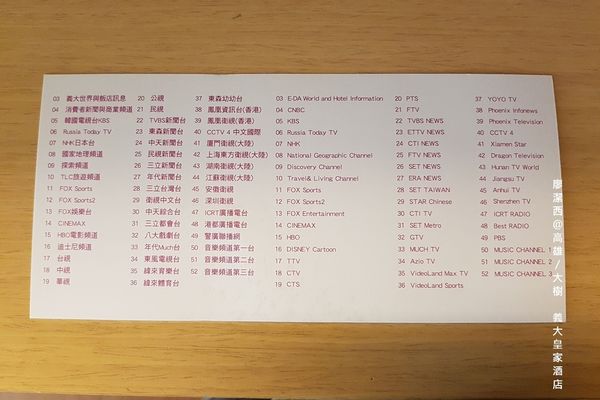 03 義大世界與飯店訊息
04 消費者新聞與商業頻道
05 韓國電視台KBS
06 Russia Today TV
07 NHK日本台
08 國家地理頻道
09 探索頻道
10 TLC旅遊頻道
11 FOX Sports
12 FOX Sports2
13 FOX娛樂台
14 CINEMAX
15 HBO電影頻道
16 迪士尼頻道
17 台視
18 中視
19 華視
20 公視
21 民視
22 TVBS新聞台
23 東森新聞台
24 中天新聞台
25 民視新聞台
26 三立新聞台
27 年代新聞台
28 三立台灣台
29 衛視中文台
30 中天綜合台
31 三立都會台
32 八大戲劇台
33 年代Much台
34 東風電視台
35 緯來育樂台
36 緯來體育台
37 東森幼幼台
38 鳳凰資訊台(香港)
39 鳳凰衛視(香港)
40 CCTV 4 中文國際
41 廈門衛視(大陸)
42 上海東方衛視(大陸)
43 湖南衛視(大陸)
44 江蘇衛視(大陸)
45 安徽衛視
46 深圳衛視
47 ICRT廣播電台
48 港都廣播電台
49 警廣聯播網
50 音樂頻道第一台
51 音樂頻道第二台
52 音樂頻道第三台
03 E-DA World and Hotel Information
04 CNBC
05 KBS
06 Russia Today TV
07 NHK
08 National Geographic Channel
09 Discovery Channel
10 Travel& Living Channel
11 FOX Sports
12 FOX Sports2
13 FOX Entertainment
14 CINEMAX
15 HBO
16 DISNEY Cartoon
17 TTV
18 CTV
19 CTS
20 PTS
21 FTV
22 TVBS NEWS
23 ETTV NEWS
24 CTI NEWS
25 FTV NEWS
26 SET NEWS
27 ERA NEWS
28 SET TAIWAN
29 STAR Chinese
30 CTI TV
31 SET Metro
32 GTV
33 MUCH TV
34 Azio TV
35 VideoLand Max TV
36 VideoLand Sports
37 YOYO TV
38 Phoenix Infonews
39 Phoenix Television
40 CCTV 4
41 Xiamen Star
42 Dragon Television
43 Hunan TV World
44 Jiangsu TV
45 Anhui TV
46 Shenzhen TV
47 ICRT RADIO
48 Best RADIO
49 PBS
50 MUSIC CHANNEL 1
51 MUSIC CHANNEL 2
52 MUSIC CHANNEL 3
廖潔西@高雄/大樹 義大皇家酒店